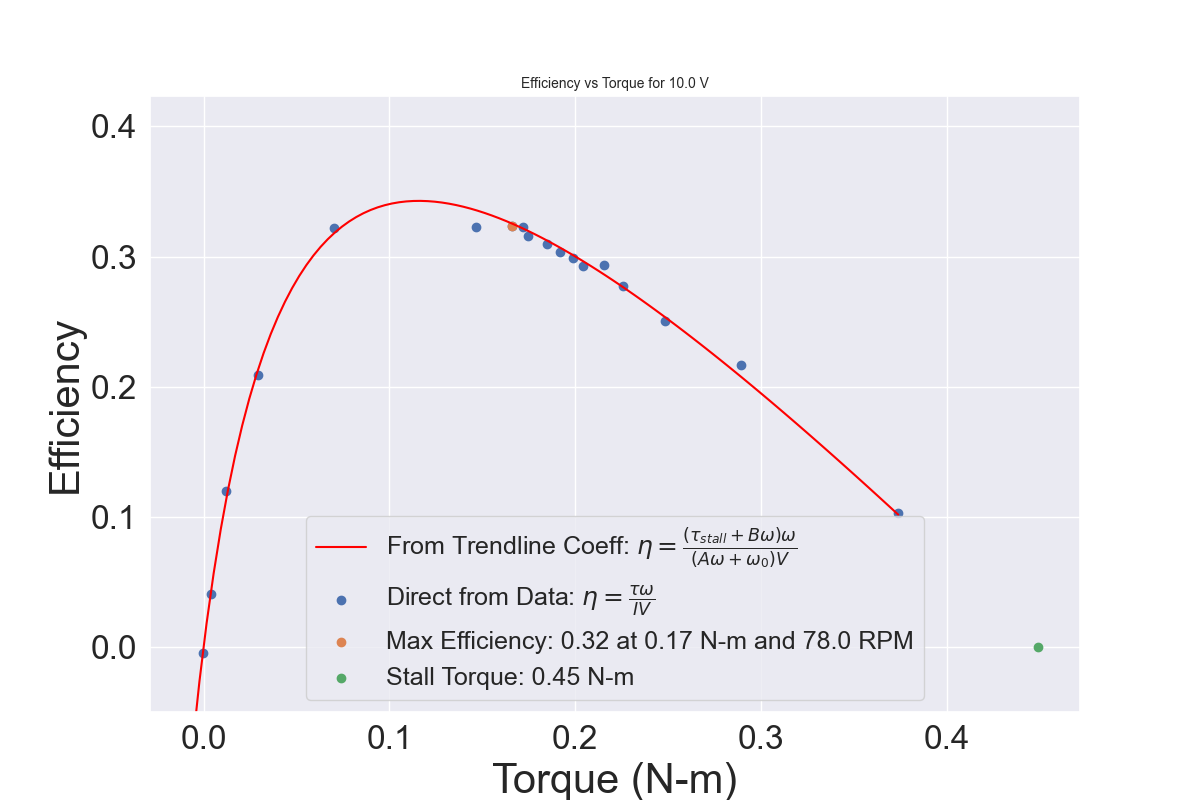 Efficiency vs Torque for 10.0 V
0.4
0.3
0.2
0.1
0.0
Efficiency
From Trendline Coeff: η = (τ_stall + Bω)ω / (Aω + ω_0)V
Direct from Data: η = τω / IV
Max Efficiency: 0.32 at 0.17 N-m and 78.0 RPM
Stall Torque: 0.45 N-m
0.0 0.1 0.2 0.3 0.4
Torque (N-m)